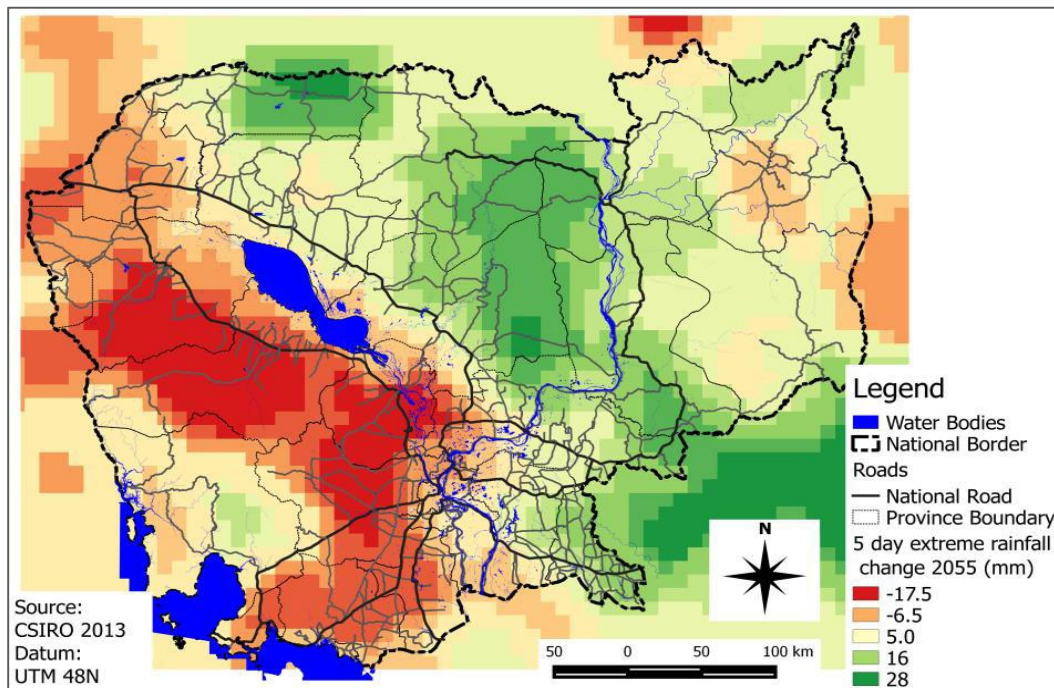 Legend
Water Bodies
National Border
Roads
National Road
Province Boundary
5 day extreme rainfall
change 2055 (mm)
-17.5
-6.5
5.0
16
28
N
Source:
CSIRO 2013
Datum:
UTM 48N
50 0 50 100 km